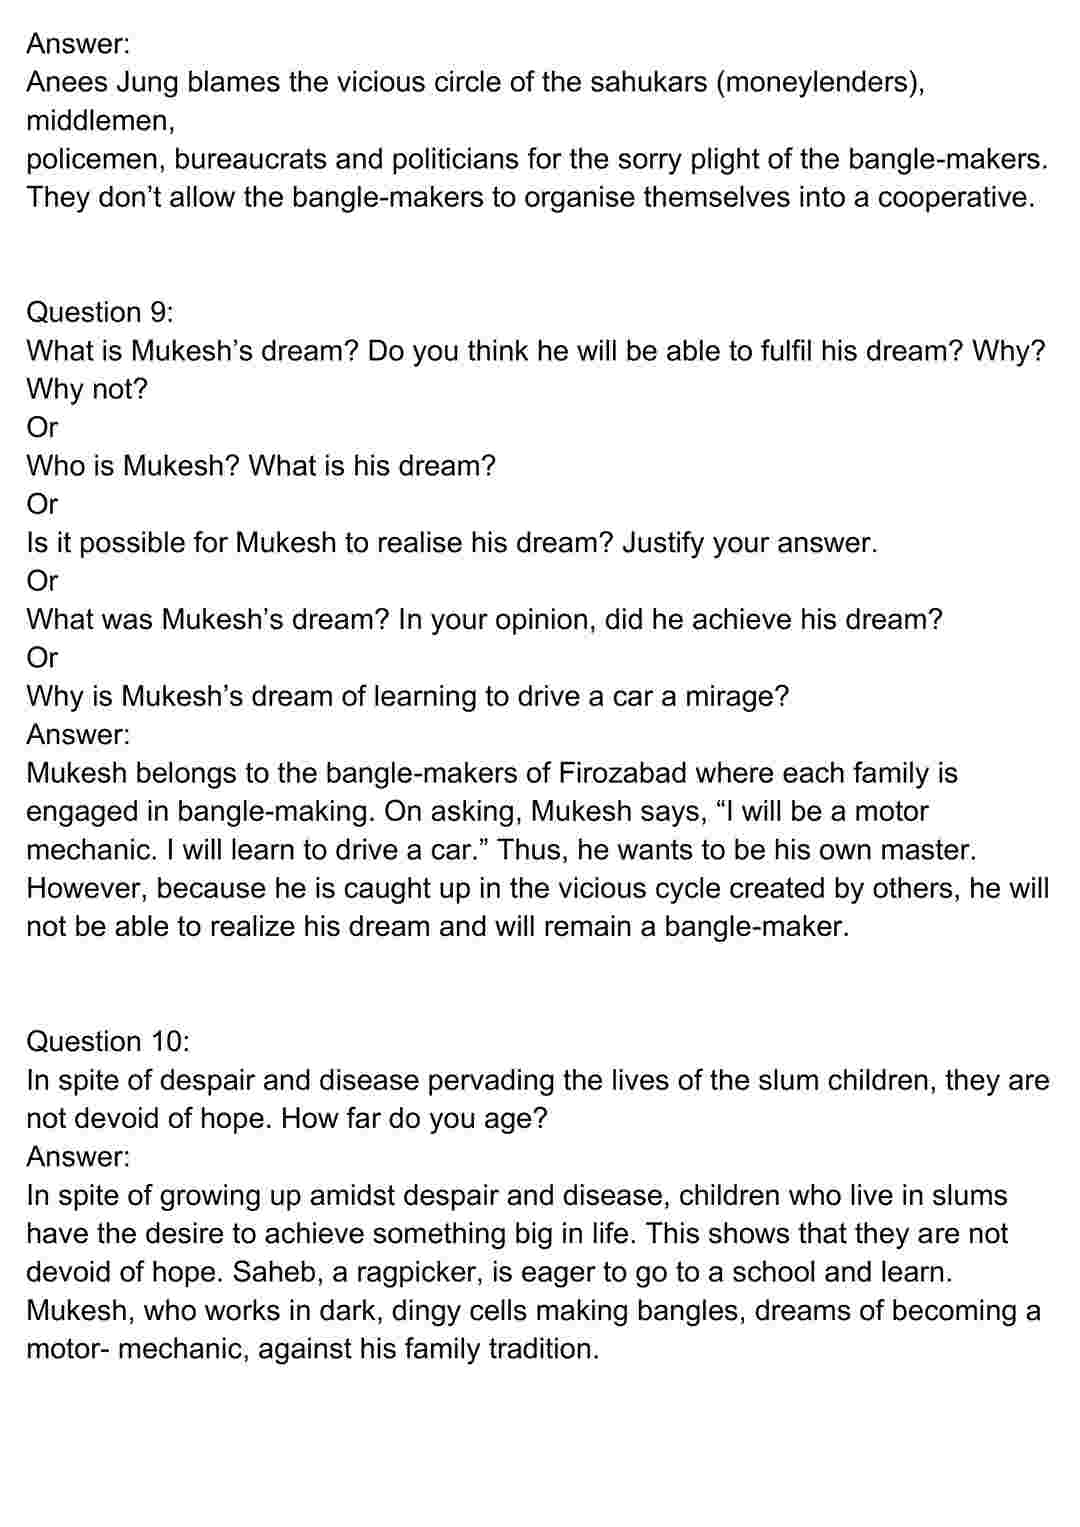 Answer:
Anees Jung blames the vicious circle of the sahukars (moneylenders),
middlemen,
policemen, bureaucrats and politicians for the sorry plight of the bangle-makers.
They don’t allow the bangle-makers to organise themselves into a cooperative.
Question 9:
What is Mukesh’s dream? Do you think he will be able to fulfil his dream? Why?
Why not?
Or
Who is Mukesh? What is his dream?
Or
Is it possible for Mukesh to realise his dream? Justify your answer.
Or
What was Mukesh’s dream? In your opinion, did he achieve his dream?
Or
Why is Mukesh’s dream of learning to drive a car a mirage?
Answer:
Mukesh belongs to the bangle-makers of Firozabad where each family is
engaged in bangle-making. On asking, Mukesh says, “I will be a motor
mechanic. I will learn to drive a car.” Thus, he wants to be his own master.
However, because he is caught up in the vicious cycle created by others, he will
not be able to realize his dream and will remain a bangle-maker.
Question 10:
In spite of despair and disease pervading the lives of the slum children, they are
not devoid of hope. How far do you age?
Answer:
In spite of growing up amidst despair and disease, children who live in slums
have the desire to achieve something big in life. This shows that they are not
devoid of hope. Saheb, a ragpicker, is eager to go to a school and learn.
Mukesh, who works in dark, dingy cells making bangles, dreams of becoming a
motor- mechanic, against his family tradition.